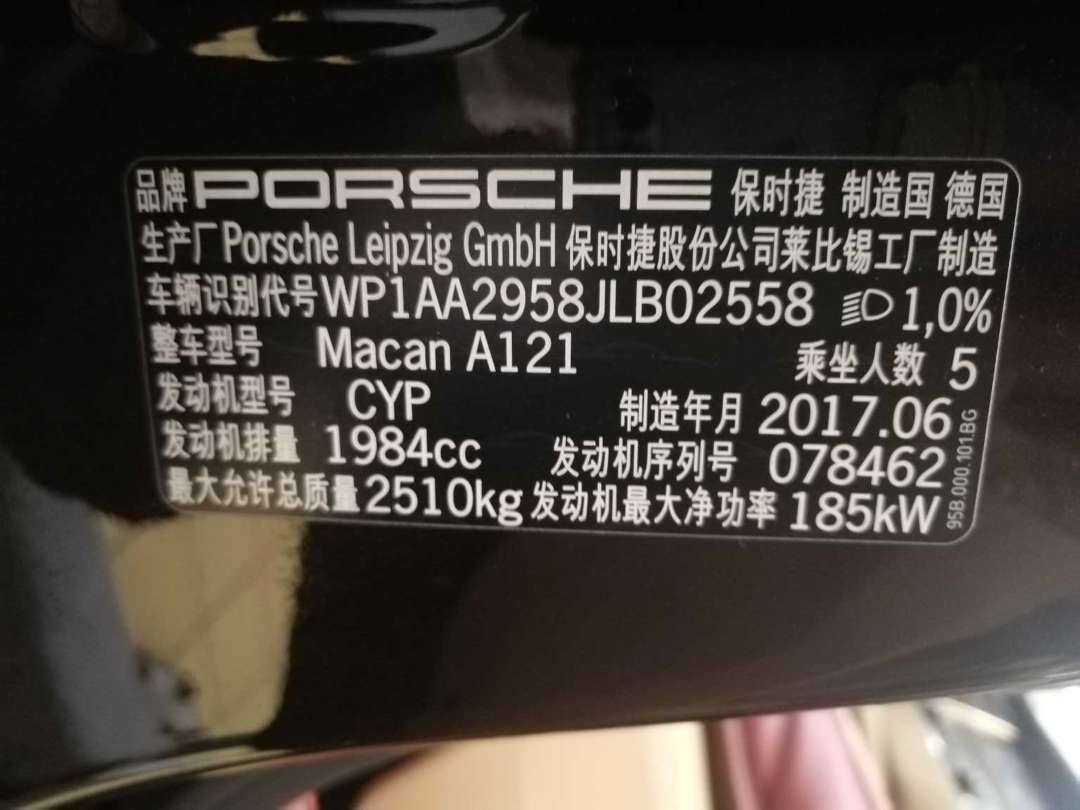 品牌 PORSCHE 保时捷 制造国 德国
生产厂 Porsche Leipzig GmbH 保时捷股份公司莱比锡工厂制造
车辆识别代号 WP1AA2958JLB02558 1,0%
整车型号 Macan A121 乘坐人数 5
发动机型号 CYP 制造年月 2017.06
发动机排量 1984cc 发动机序列号 078462
最大允许总质量 2510kg 发动机最大净功率 185kW
95B.000.101.BG